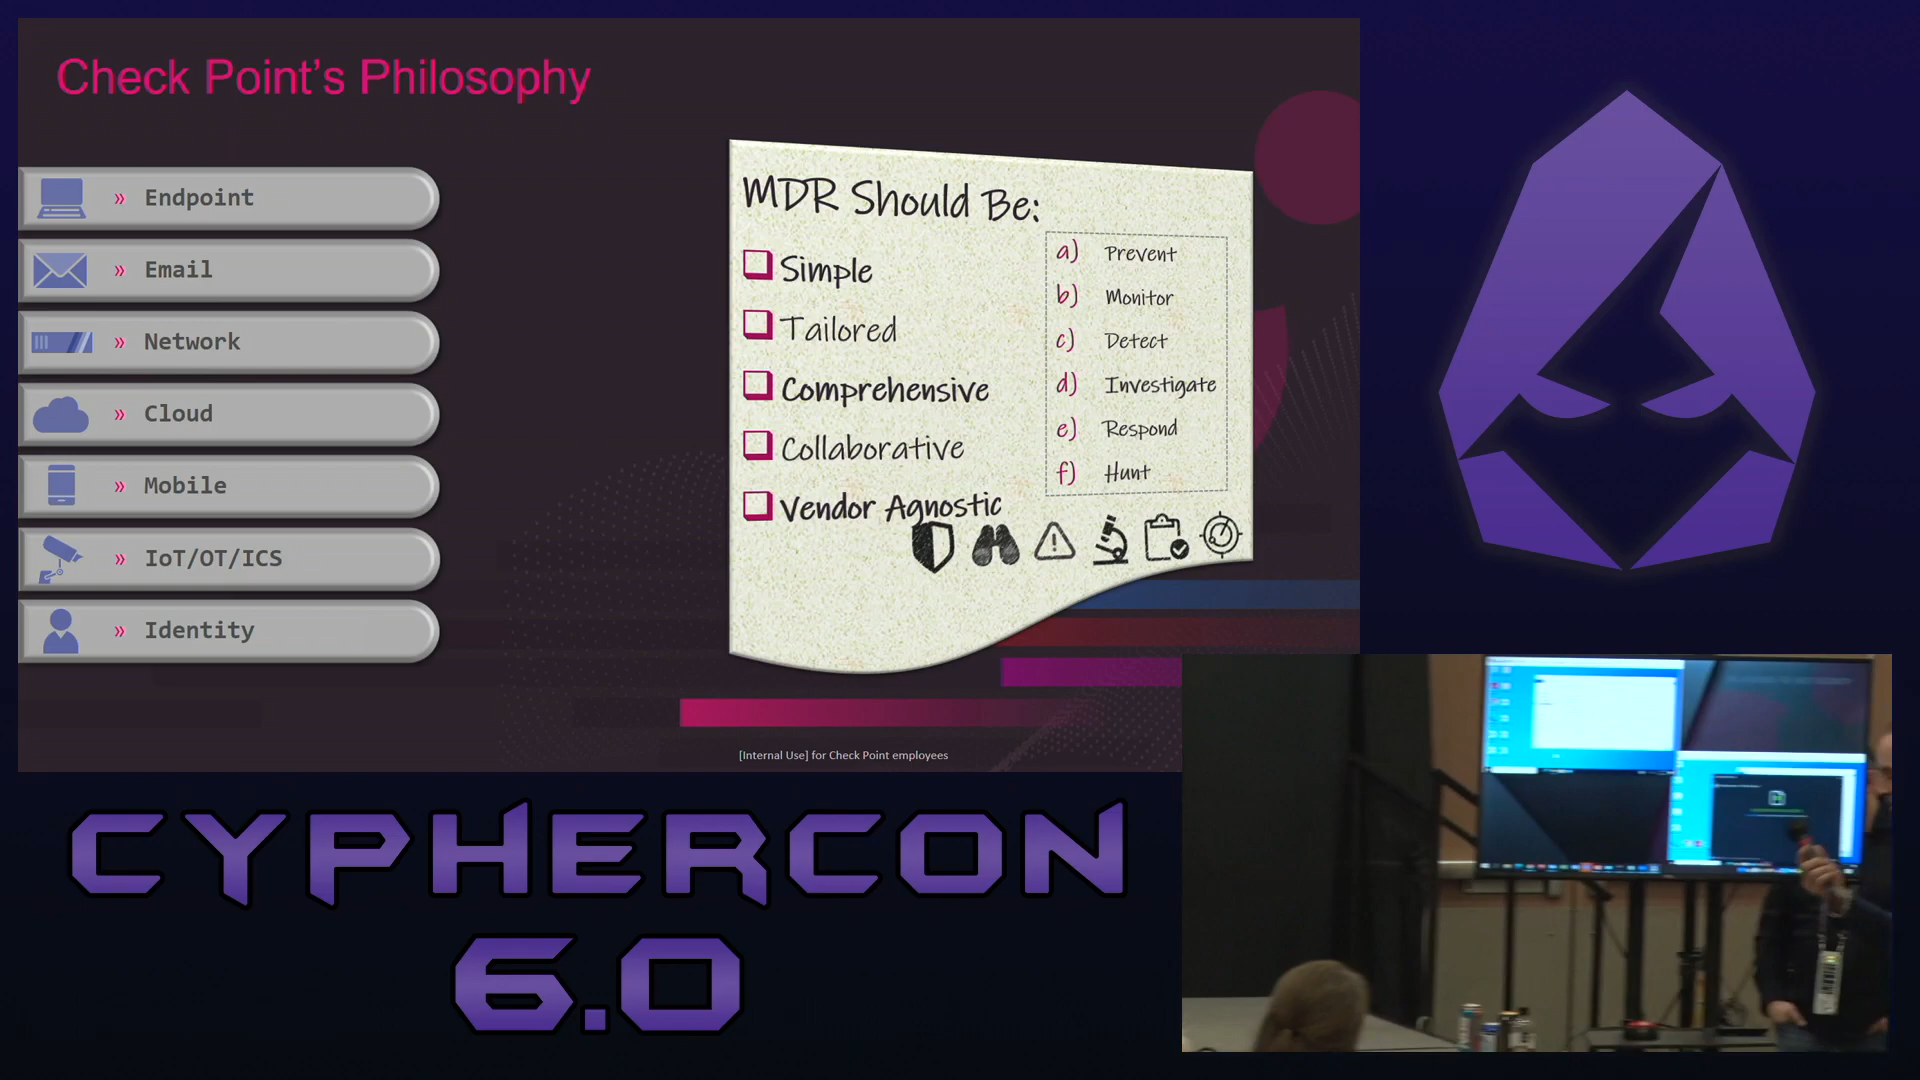 Check Point's Philosophy
» Endpoint
» Email
» Network
» Cloud
» Mobile
» IoT/OT/ICS
» Identity
MDR Should Be:
Simple
Tailored
Comprehensive
Collaborative
Vendor Agnostic
a) Prevent
b) Monitor
c) Detect
d) Investigate
e) Respond
f) Hunt
[Internal Use] for Check Point employees
CYPHERCON
6.0